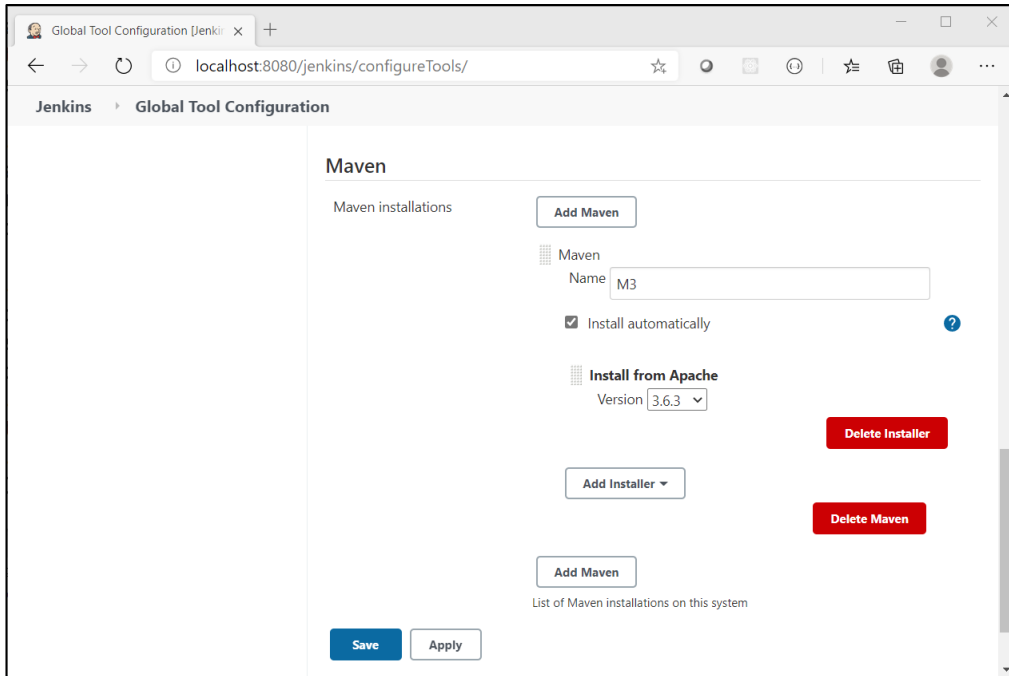 Global Tool Configuration [Jenki
localhost:8080/jenkins/configureTools/
Jenkins Global Tool Configuration
Maven
Maven installations
Add Maven
Maven
Name M3
Install automatically
?
Install from Apache
Version 3.6.3
Delete Installer
Add Installer
Delete Maven
Add Maven
List of Maven installations on this system
Save Apply